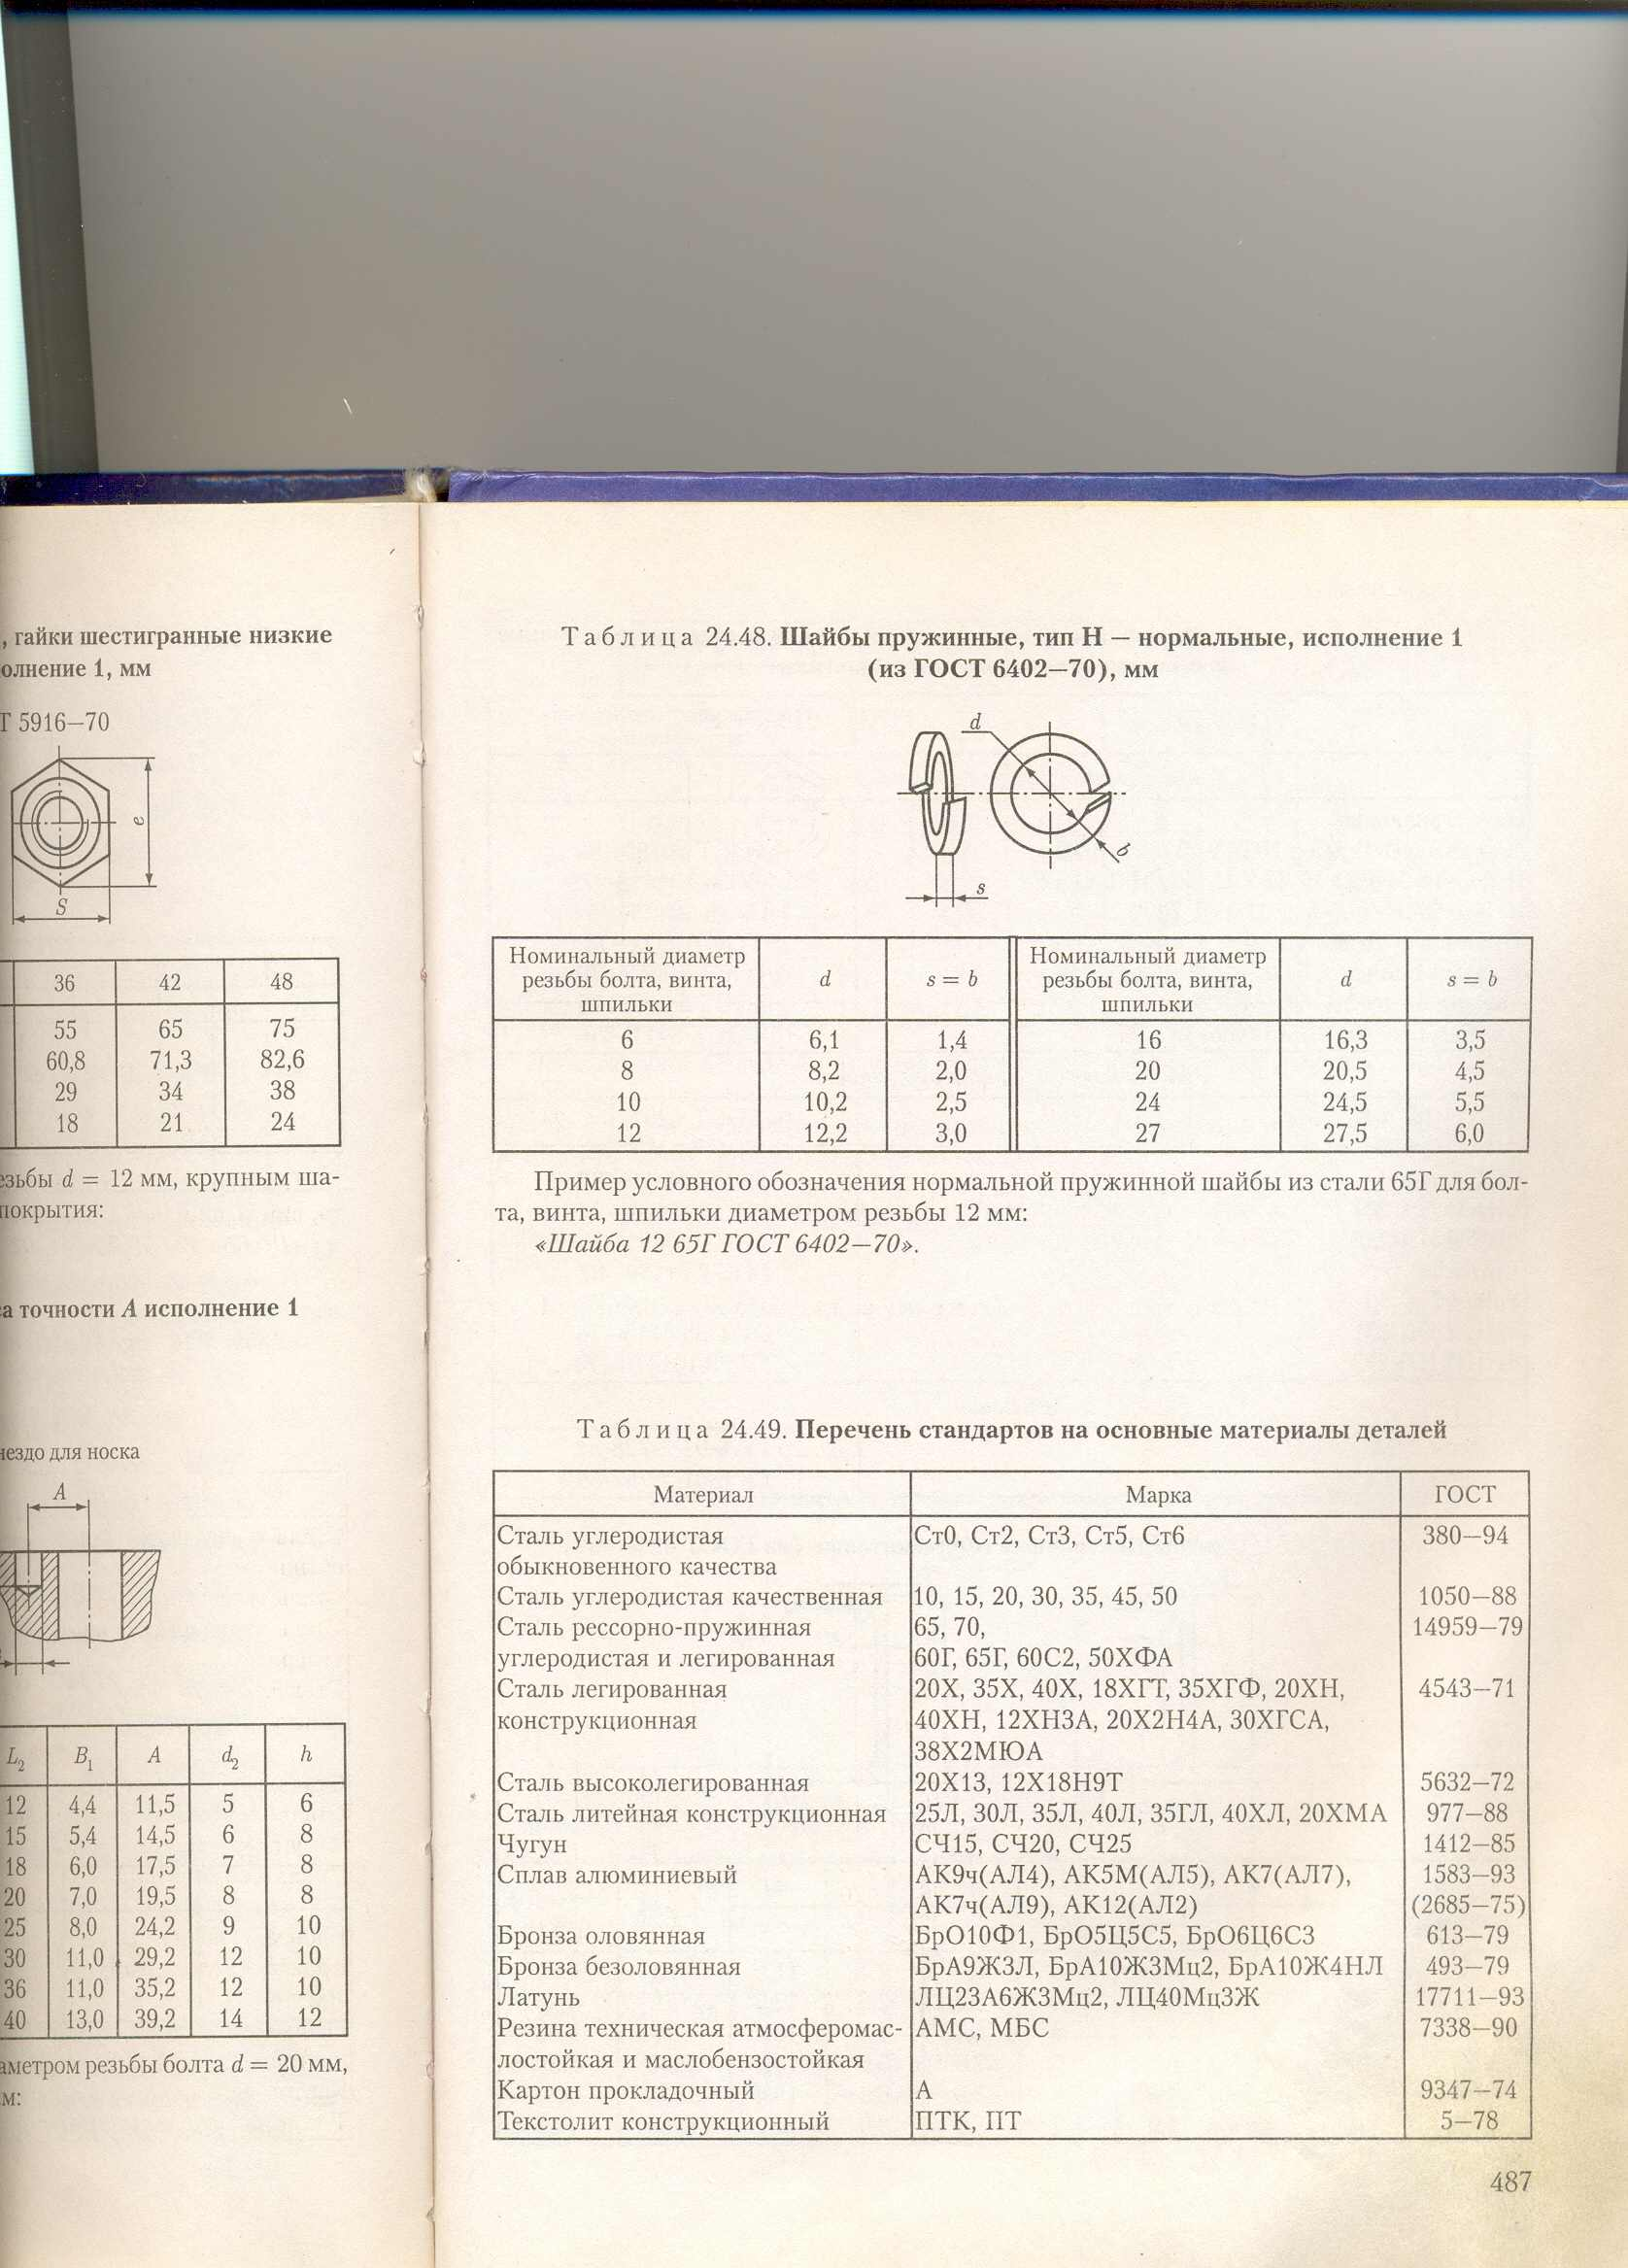 , гайки шестигранные низкие
олнение 1, мм
Т 5916—70
e
S
36 42 48
55 65 75
60,8 71,3 82,6
29 34 38
18 21 24
езьбы d = 12 мм, крупным ша-
покрытия:
а точности А исполнение 1
нездо для носка
А
L2 B1 A d2 h
12 4,4 11,5 5 6
15 5,4 14,5 6 8
18 6,0 17,5 7 8
20 7,0 19,5 8 8
25 8,0 24,2 9 10
30 11,0 29,2 12 10
36 11,0 35,2 12 10
40 13,0 39,2 14 12
аметром резьбы болта d = 20 мм,
м:
Таблица 24.48. Шайбы пружинные, тип Н — нормальные, исполнение 1
(из ГОСТ 6402—70), мм
d
b
s
Номинальный диаметр резьбы болта, винта, шпильки d s = b Номинальный диаметр резьбы болта, винта, шпильки d s = b
6 6,1 1,4 16 16,3 3,5
8 8,2 2,0 20 20,5 4,5
10 10,2 2,5 24 24,5 5,5
12 12,2 3,0 27 27,5 6,0
Пример условного обозначения нормальной пружинной шайбы из стали 65Г для бол-
та, винта, шпильки диаметром резьбы 12 мм:
«Шайба 12 65Г ГОСТ 6402—70».
Таблица 24.49. Перечень стандартов на основные материалы деталей
Материал Марка ГОСТ
Сталь углеродистая Ст0, Ст2, Ст3, Ст5, Ст6 380—94
обыкновенного качества
Сталь углеродистая качественная 10, 15, 20, 30, 35, 45, 50 1050—88
Сталь рессорно-пружинная 65, 70, 14959—79
углеродистая и легированная 60Г, 65Г, 60С2, 50ХФА
Сталь легированная 20Х, 35Х, 40Х, 18ХГТ, 35ХГФ, 20ХН, 4543—71
конструкционная 40ХН, 12ХН3А, 20Х2Н4А, 30ХГСА,
38Х2МЮА
Сталь высоколегированная 20Х13, 12Х18Н9Т 5632—72
Сталь литейная конструкционная 25Л, 30Л, 35Л, 40Л, 35ГЛ, 40ХЛ, 20ХМА 977—88
Чугун СЧ15, СЧ20, СЧ25 1412—85
Сплав алюминиевый АК9ч(АЛ4), АК5М(АЛ5), АК7(АЛ7), 1583—93
АК7ч(АЛ9), АК12(АЛ2) (2685—75)
Бронза оловянная БрО10Ф1, БрО5Ц5С5, БрО6Ц6С3 613—79
Бронза безоловянная БрА9Ж3Л, БрА10Ж3Мц2, БрА10Ж4НЛ 493—79
Латунь ЛЦ23А6Ж3Мц2, ЛЦ40Мц3Ж 17711—93
Резина техническая атмосферомас- АМС, МБС 7338—90
лостойкая и маслобензостойкая
Картон прокладочный А 9347—74
Текстолит конструкционный ПТК, ПТ 5—78
487